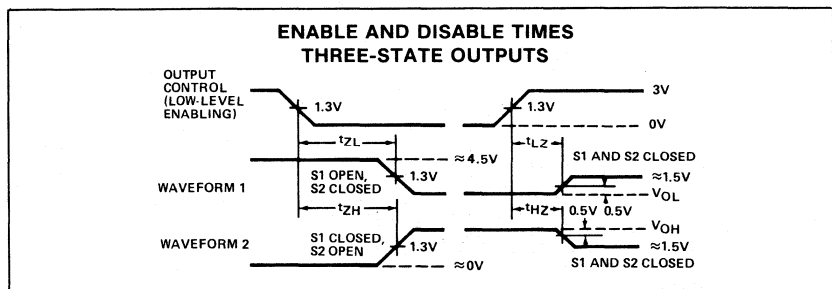 ENABLE AND DISABLE TIMES
THREE-STATE OUTPUTS
OUTPUT
CONTROL
(LOW-LEVEL
ENABLING)
1.3V
1.3V
3V
0V
tZL
tLZ
≈4.5V
S1 AND S2 CLOSED
WAVEFORM 1
S1 OPEN,
S2 CLOSED
1.3V
≈1.5V
VOL
0.5V
tZH
tHZ
0.5V
VOH
WAVEFORM 2
S1 CLOSED,
S2 OPEN
1.3V
≈1.5V
≈0V
S1 AND S2 CLOSED